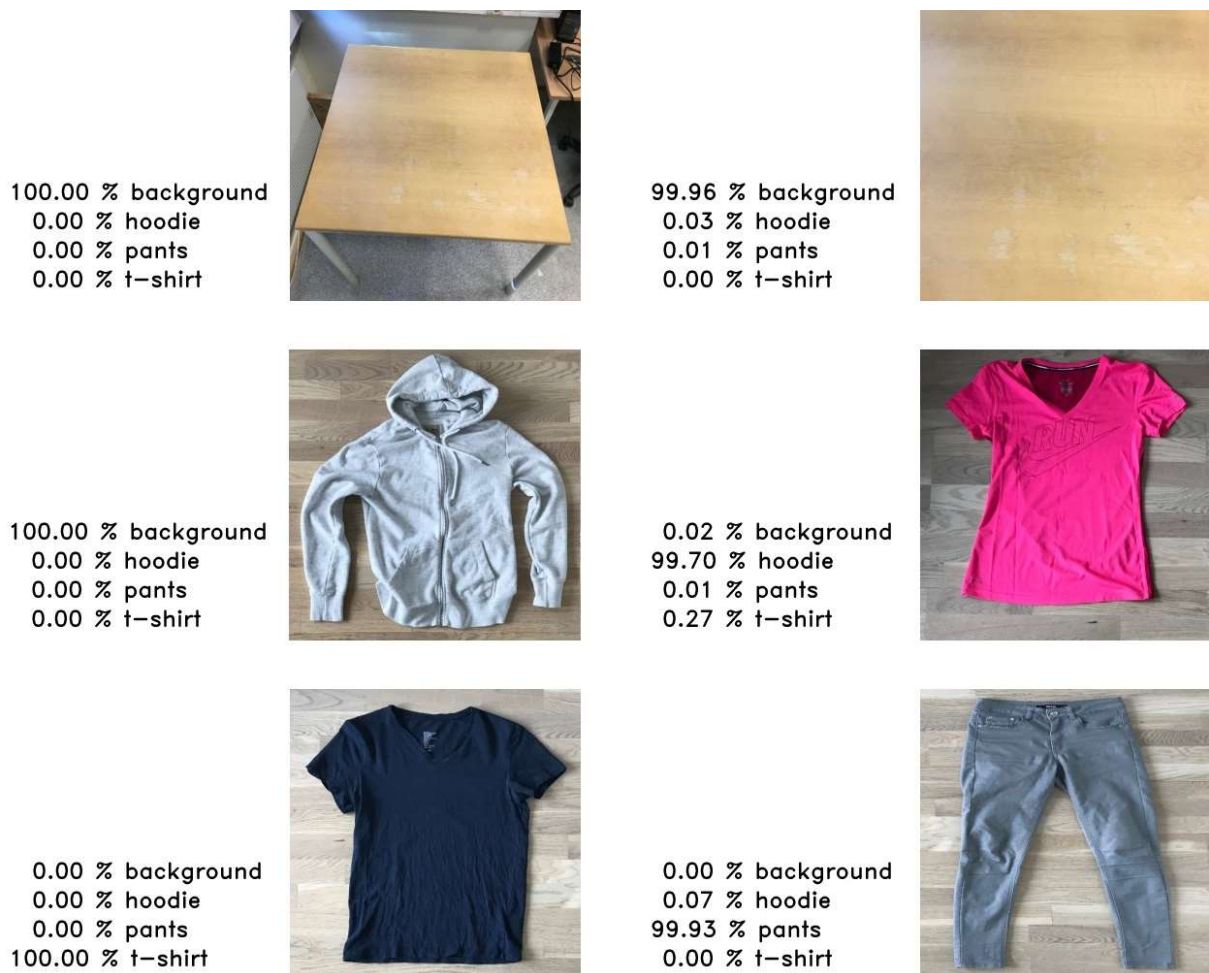 100.00 % background
0.00 % hoodie
0.00 % pants
0.00 % t-shirt
99.96 % background
0.03 % hoodie
0.01 % pants
0.00 % t-shirt
100.00 % background
0.00 % hoodie
0.00 % pants
0.00 % t-shirt
0.02 % background
99.70 % hoodie
0.01 % pants
0.27 % t-shirt
RUN
0.00 % background
0.00 % hoodie
0.00 % pants
100.00 % t-shirt
0.00 % background
0.07 % hoodie
99.93 % pants
0.00 % t-shirt